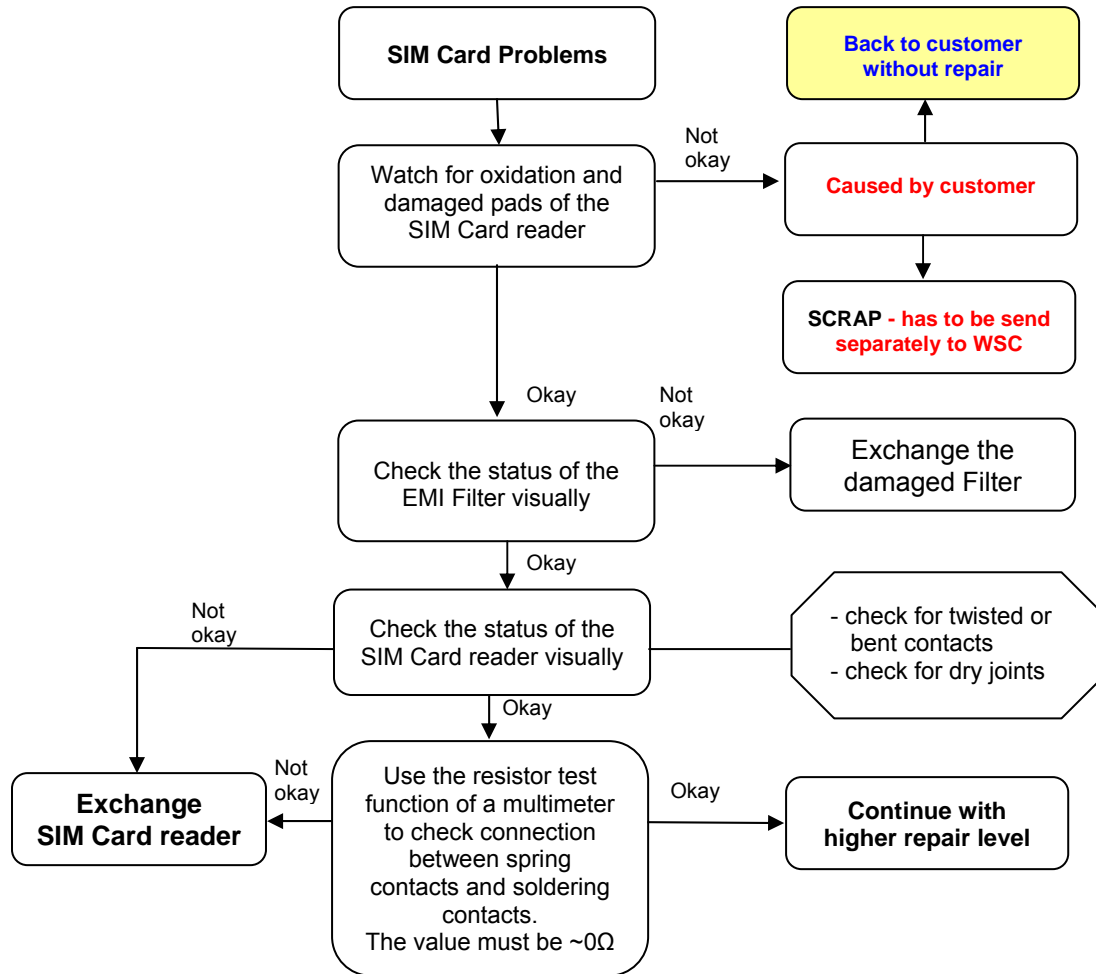 SIM Card Problems
Back to customer
without repair
Not
okay
Watch for oxidation and
damaged pads of the
SIM Card reader
Caused by customer
SCRAP - has to be send
separately to WSC
Okay
Not
okay
Check the status of the
EMI Filter visually
Exchange the
damaged Filter
Okay
Not
okay
Check the status of the
SIM Card reader visually
- check for twisted or
bent contacts
- check for dry joints
Okay
Exchange
SIM Card reader
Not
okay
Use the resistor test
function of a multimeter
to check connection
between spring
contacts and soldering
contacts.
The value must be ~0Ω
Okay
Continue with
higher repair level